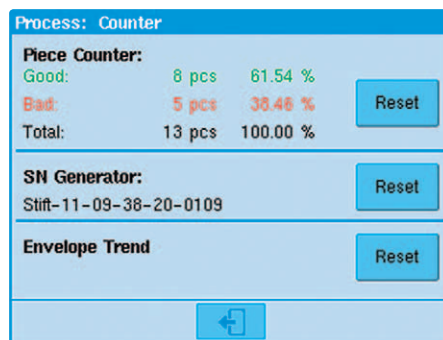 Process: Counter
Piece Counter:
Good: 8 pcs 61.54 %
Bad: 5 pcs 38.46 %
Reset
Total: 13 pcs 100.00 %
SN Generator:
Reset
Stift-11-09-38-20-0109
Envelope Trend
Reset